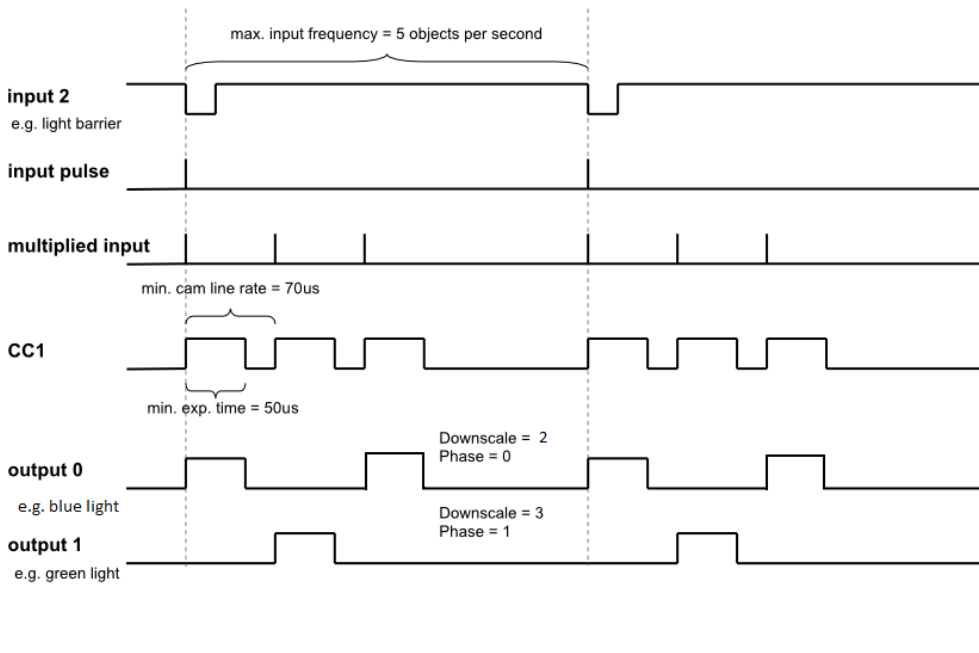 max. input frequency = 5 objects per second
input 2
e.g. light barrier
input pulse
multiplied input
min. cam line rate = 70us
CC1
min. exp. time = 50us
Downscale = 2
Phase = 0
output 0
e.g. blue light
Downscale = 3
Phase = 1
output 1
e.g. green light